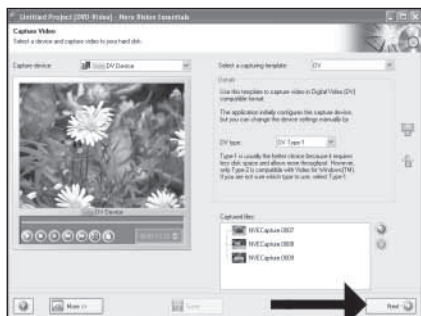 Untitled Project [DVD-Video] - Nero Vision Essentials
Capture Video
Select a device and capture video to your hard disk.
Capture device:
DV Device
Select a capturing template:
DV
Details
Use this template to capture video in Digital Video (DV)
compatible format.
The application initially configures the capture device,
but you can change the device settings manually by
DV type:
DV Type-1
Type-1 is usually the better choice because it requires
less disk space and allows more throughput. However,
only Type-2 is compatible with Video for Windows(TM).
If you are not sure which type to use, select Type-1.
DV Device
Captured files:
NVECapture 0007
NVECapture 0008
NVECapture 0009
More >>
Save
Next